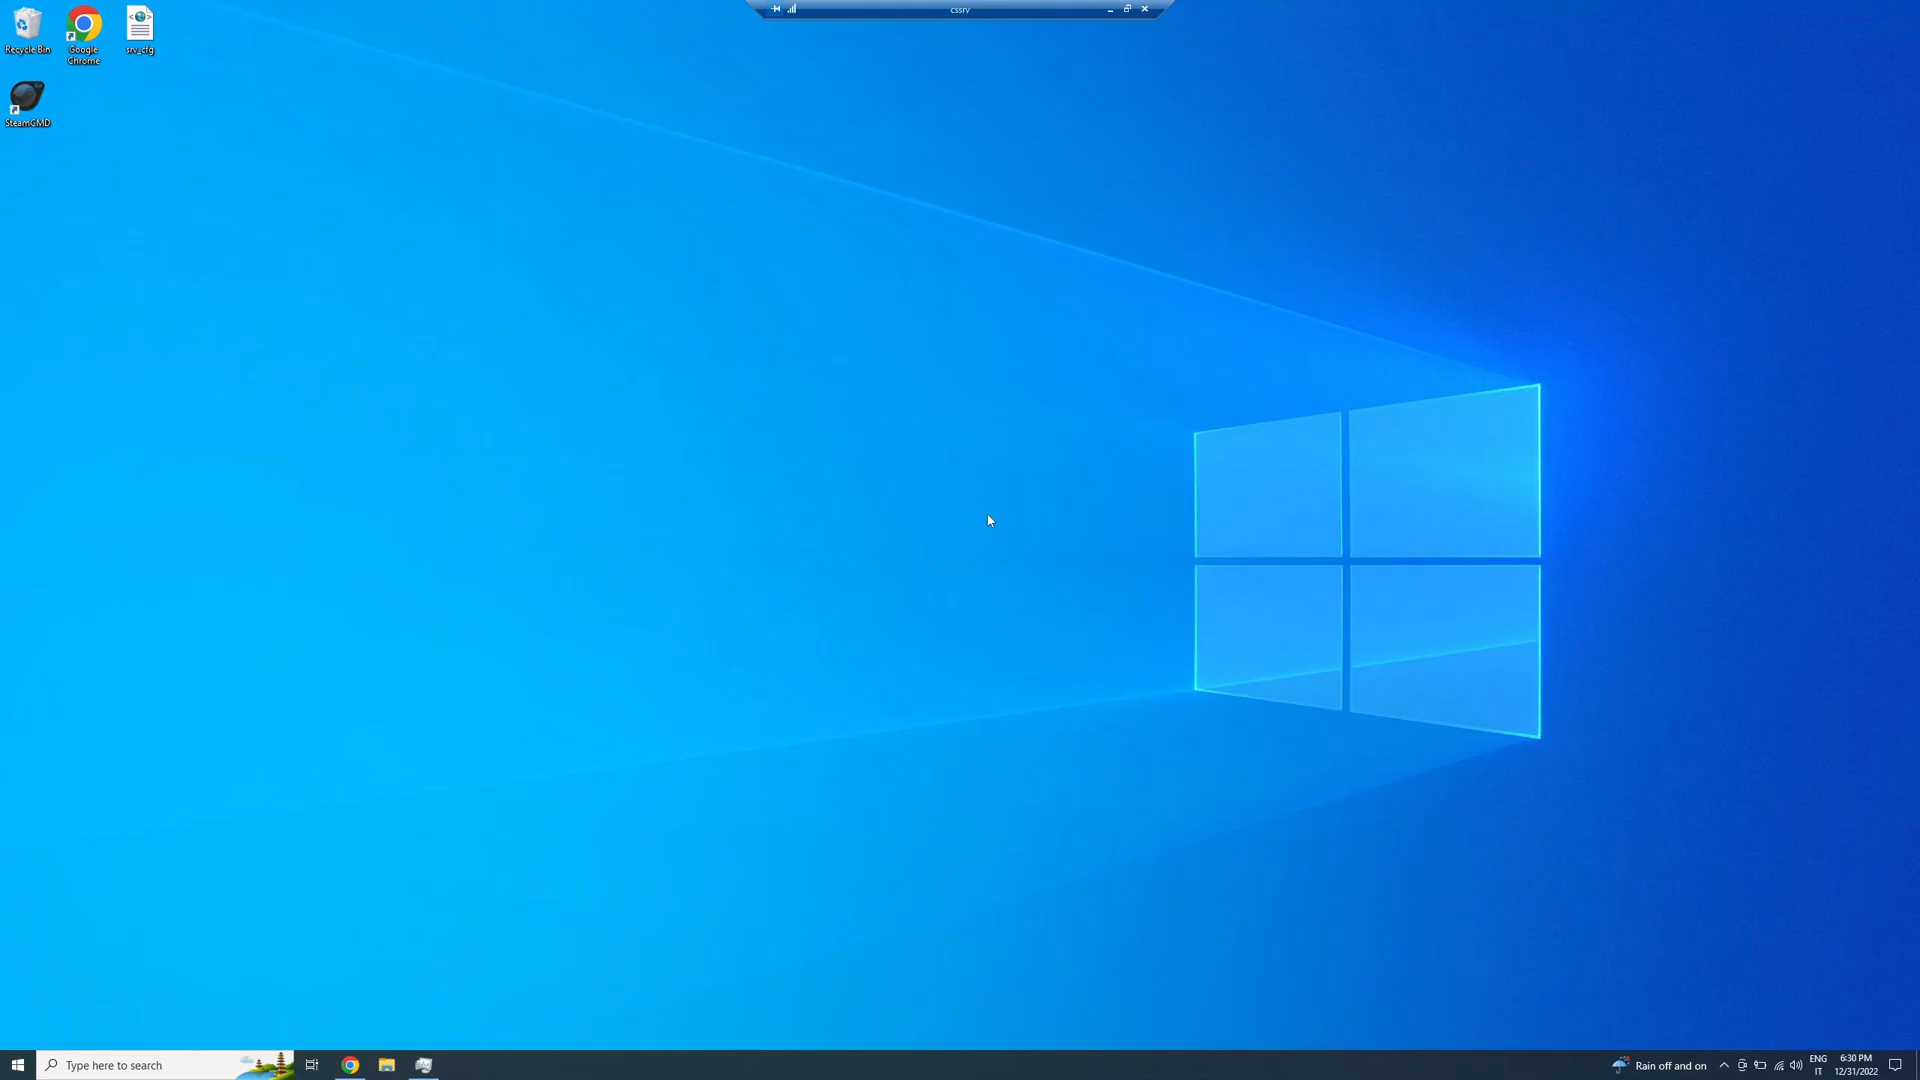 cssrv
Recycle Bin
Google
Chrome
srv_cfg
SteamCMD
Type here to search
Rain off and on
ENG
IT
6:30 PM
12/31/2022